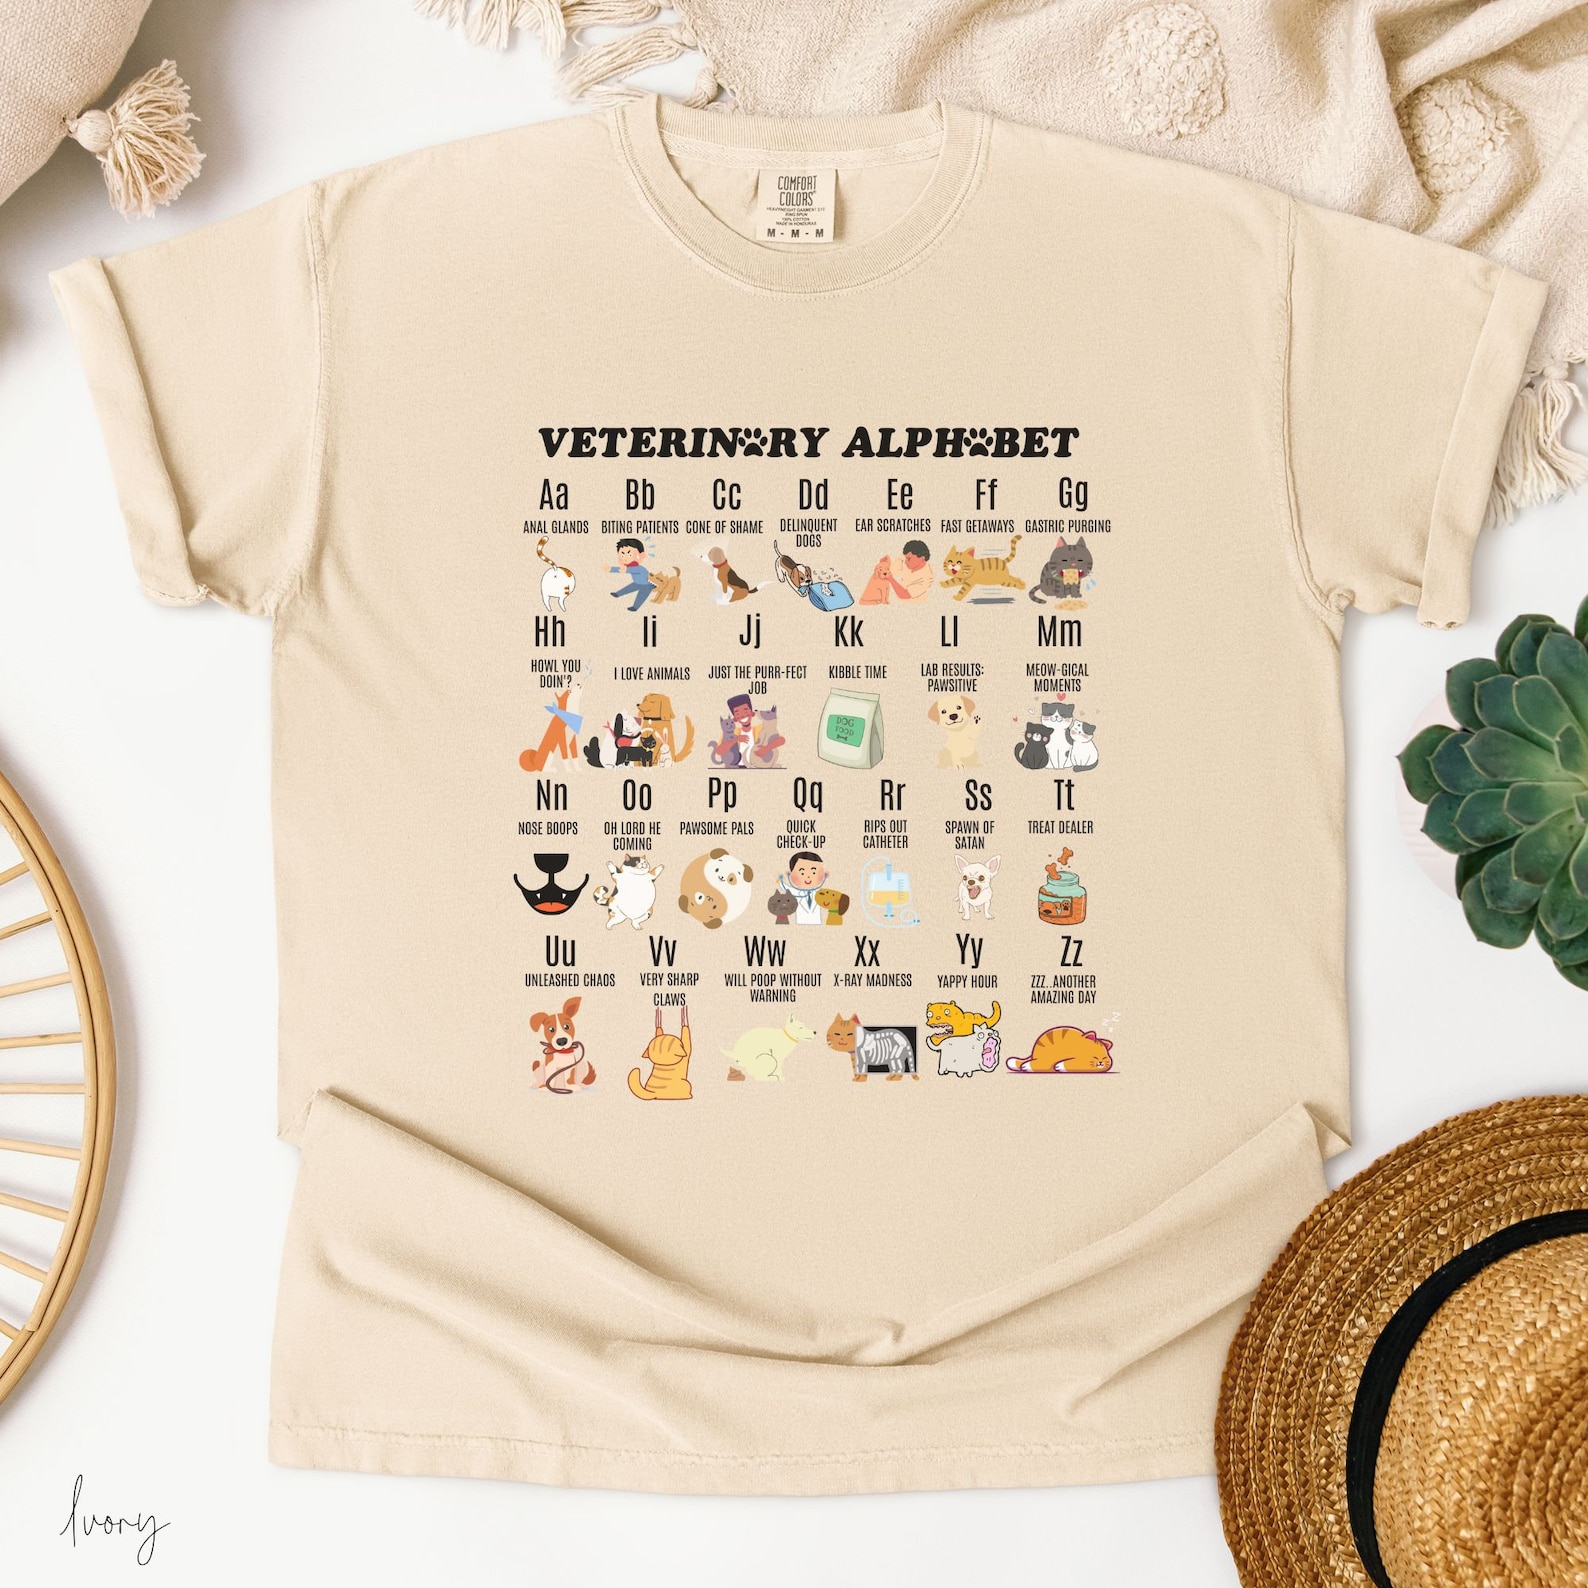 COMFORT
COLORS
M - M - M
VETERINARY ALPHABET
Aa Bb Cc Dd Ee Ff Gg
ANAL GLANDS BITING PATIENTS CONE OF SHAME DELINQUENT DOGS EAR SCRATCHES FAST GETAWAYS GASTRIC PURGING
Hh Ii Jj Kk Ll Mm
HOWL YOU DOIN'? I LOVE ANIMALS JUST THE PURR-FECT JOB KIBBLE TIME LAB RESULTS: PAWSITIVE MEOW-GICAL MOMENTS
DOG
FOOD
Nn Oo Pp Qq Rr Ss Tt
NOSE BOOPS OH LORD HE COMING PAWSOME PALS QUICK CHECK-UP RIPS OUT CATHETER SPAWN OF SATAN TREAT DEALER
Uu Vv Ww Xx Yy Zz
UNLEASHED CHAOS VERY SHARP CLAWS WILL POOP WITHOUT WARNING X-RAY MADNESS YAPPY HOUR ZZZ..ANOTHER AMAZING DAY
Ivory